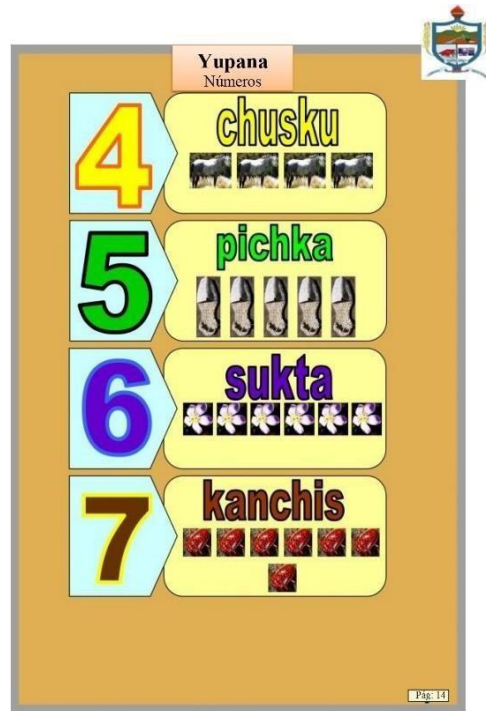 Yupana
Números
4
chusku
5
pichka
6
sukta
7
kanchis
Pág: 14